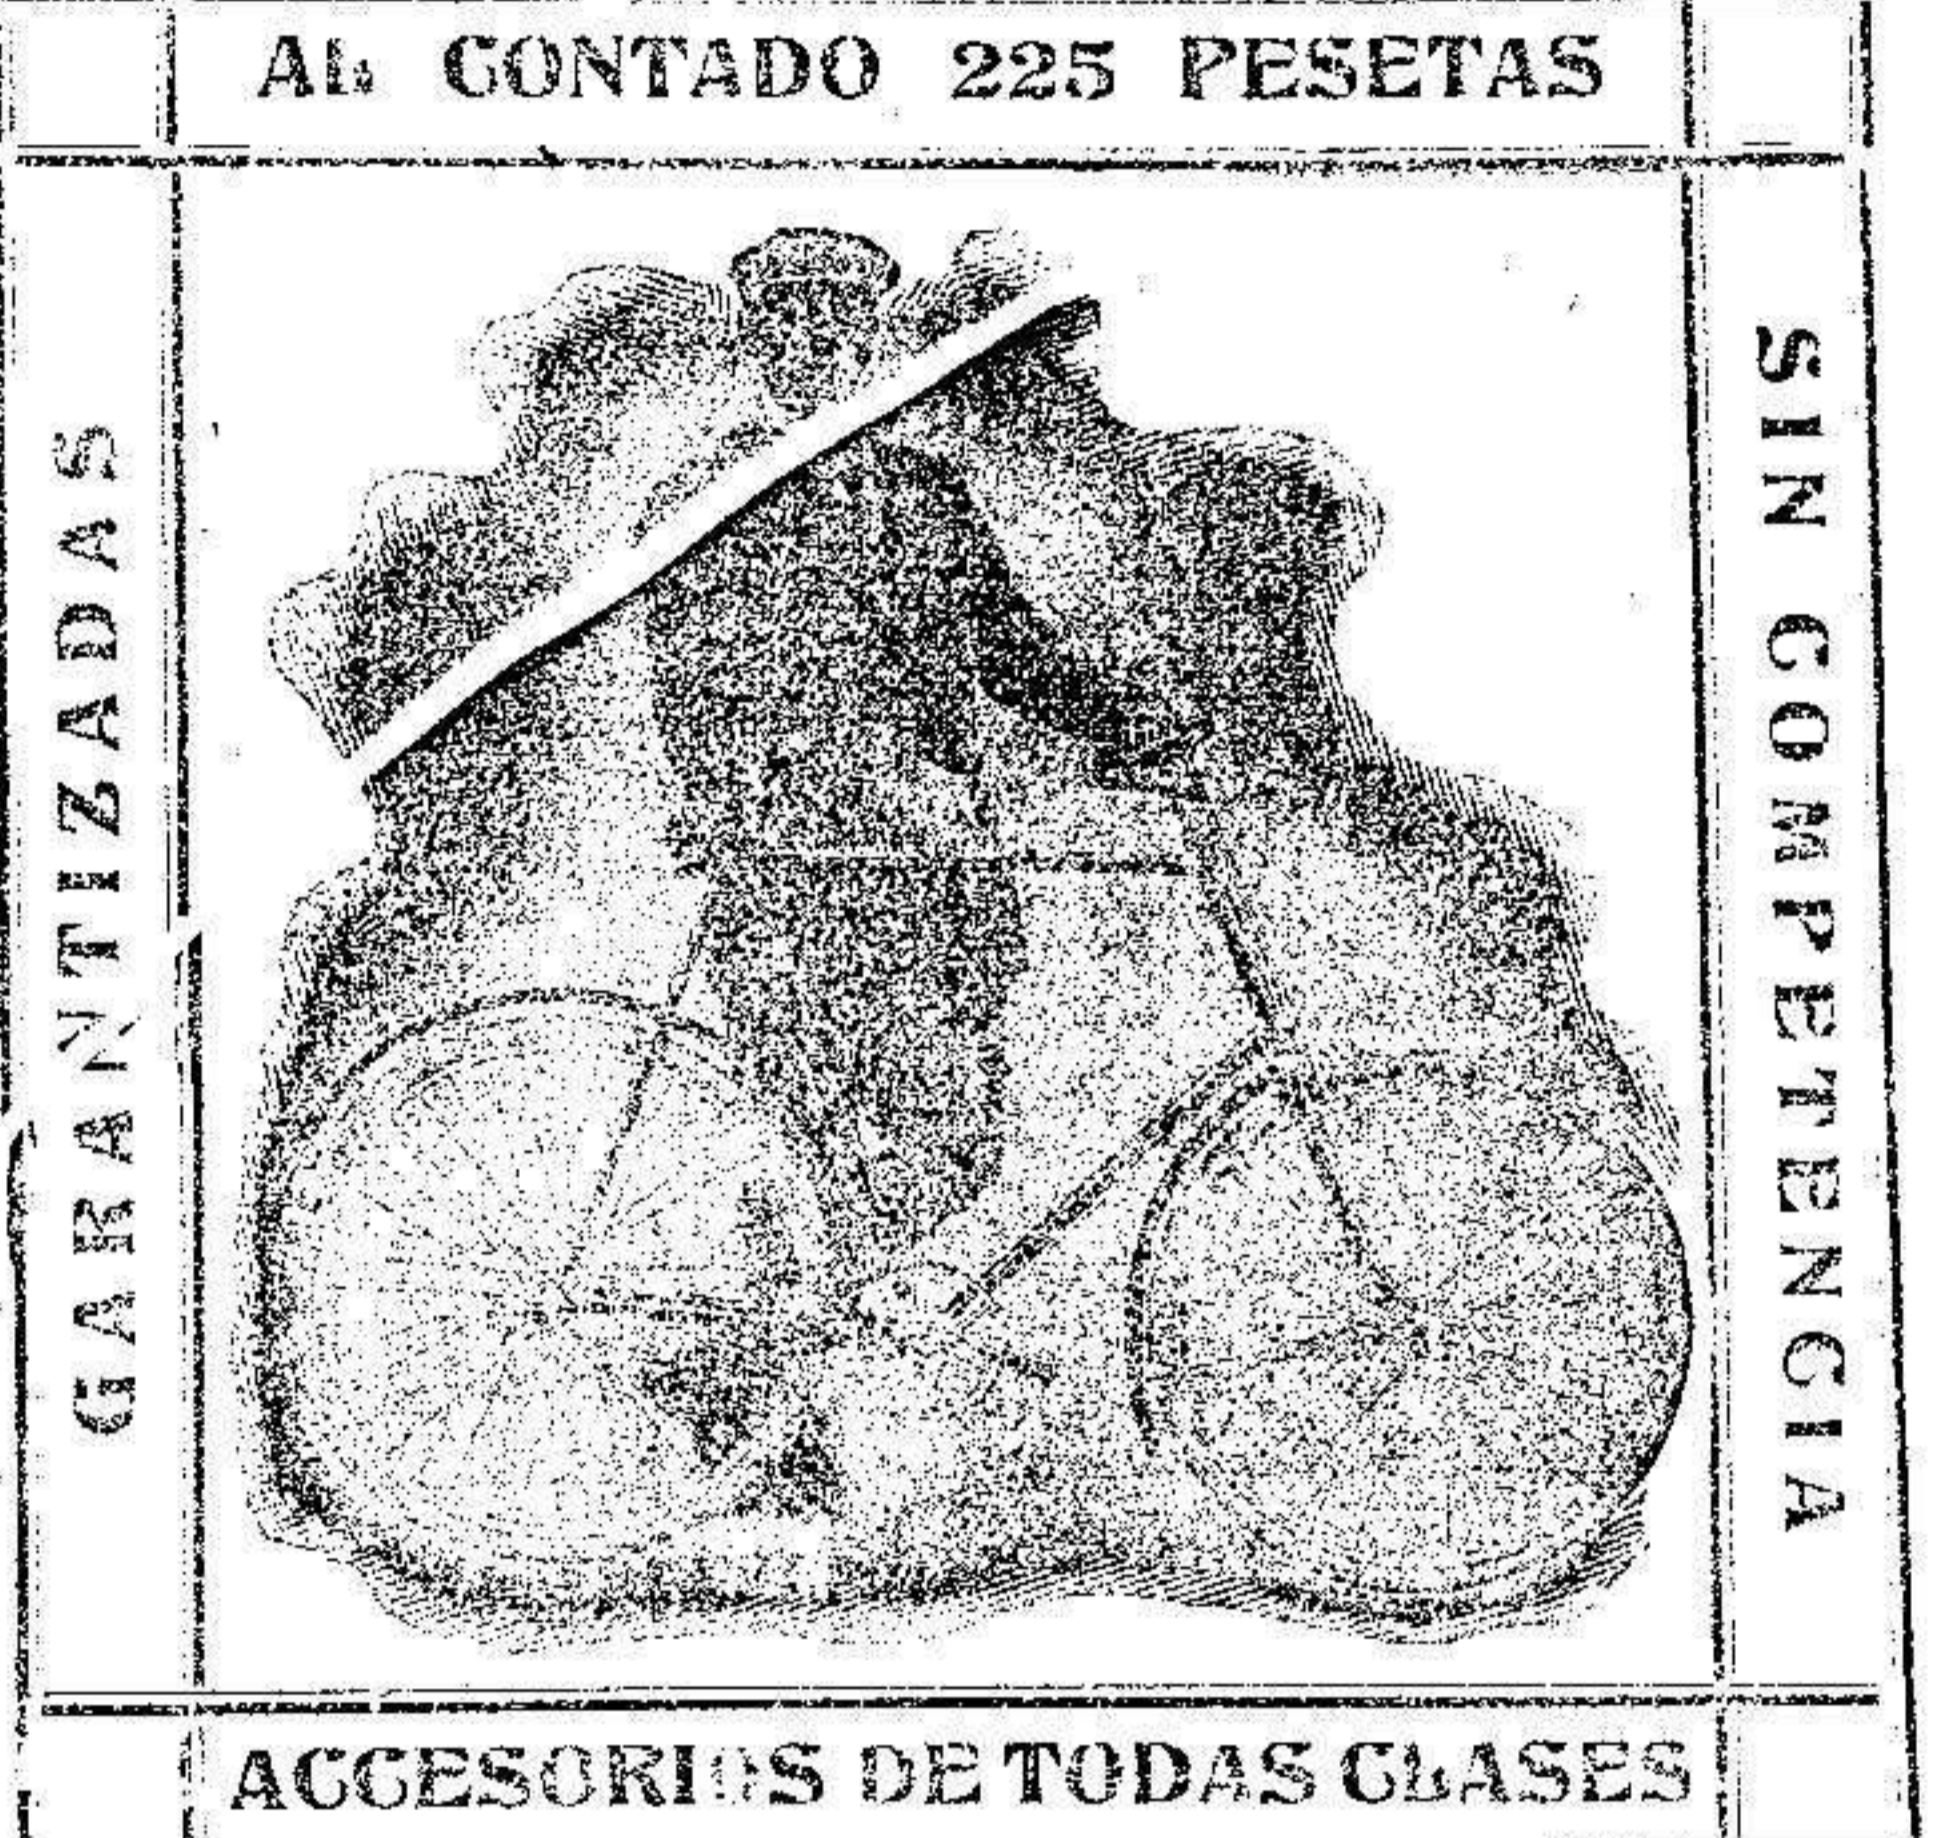 AL CONTADO 225 PESETAS
GARANTIZADAS
SIN COMPETENCIA
ACCESORIOS DE TODAS CLASES